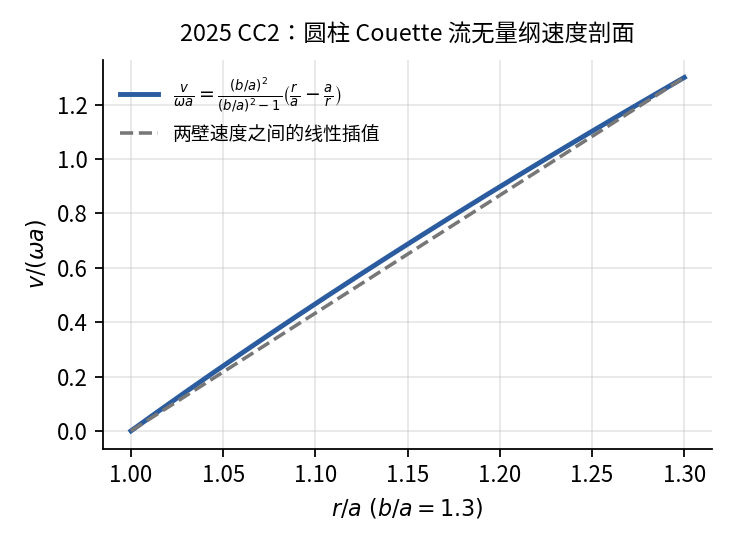 2025 CC2：圆柱 Couette 流无量纲速度剖面
v/(ωa)
1.2
1.0
0.8
0.6
0.4
0.2
0.0
v/ωa = (b/a)²/((b/a)²−1) (r/a − a/r)
两壁速度之间的线性插值
1.00 1.05 1.10 1.15 1.20 1.25 1.30
r/a (b/a = 1.3)